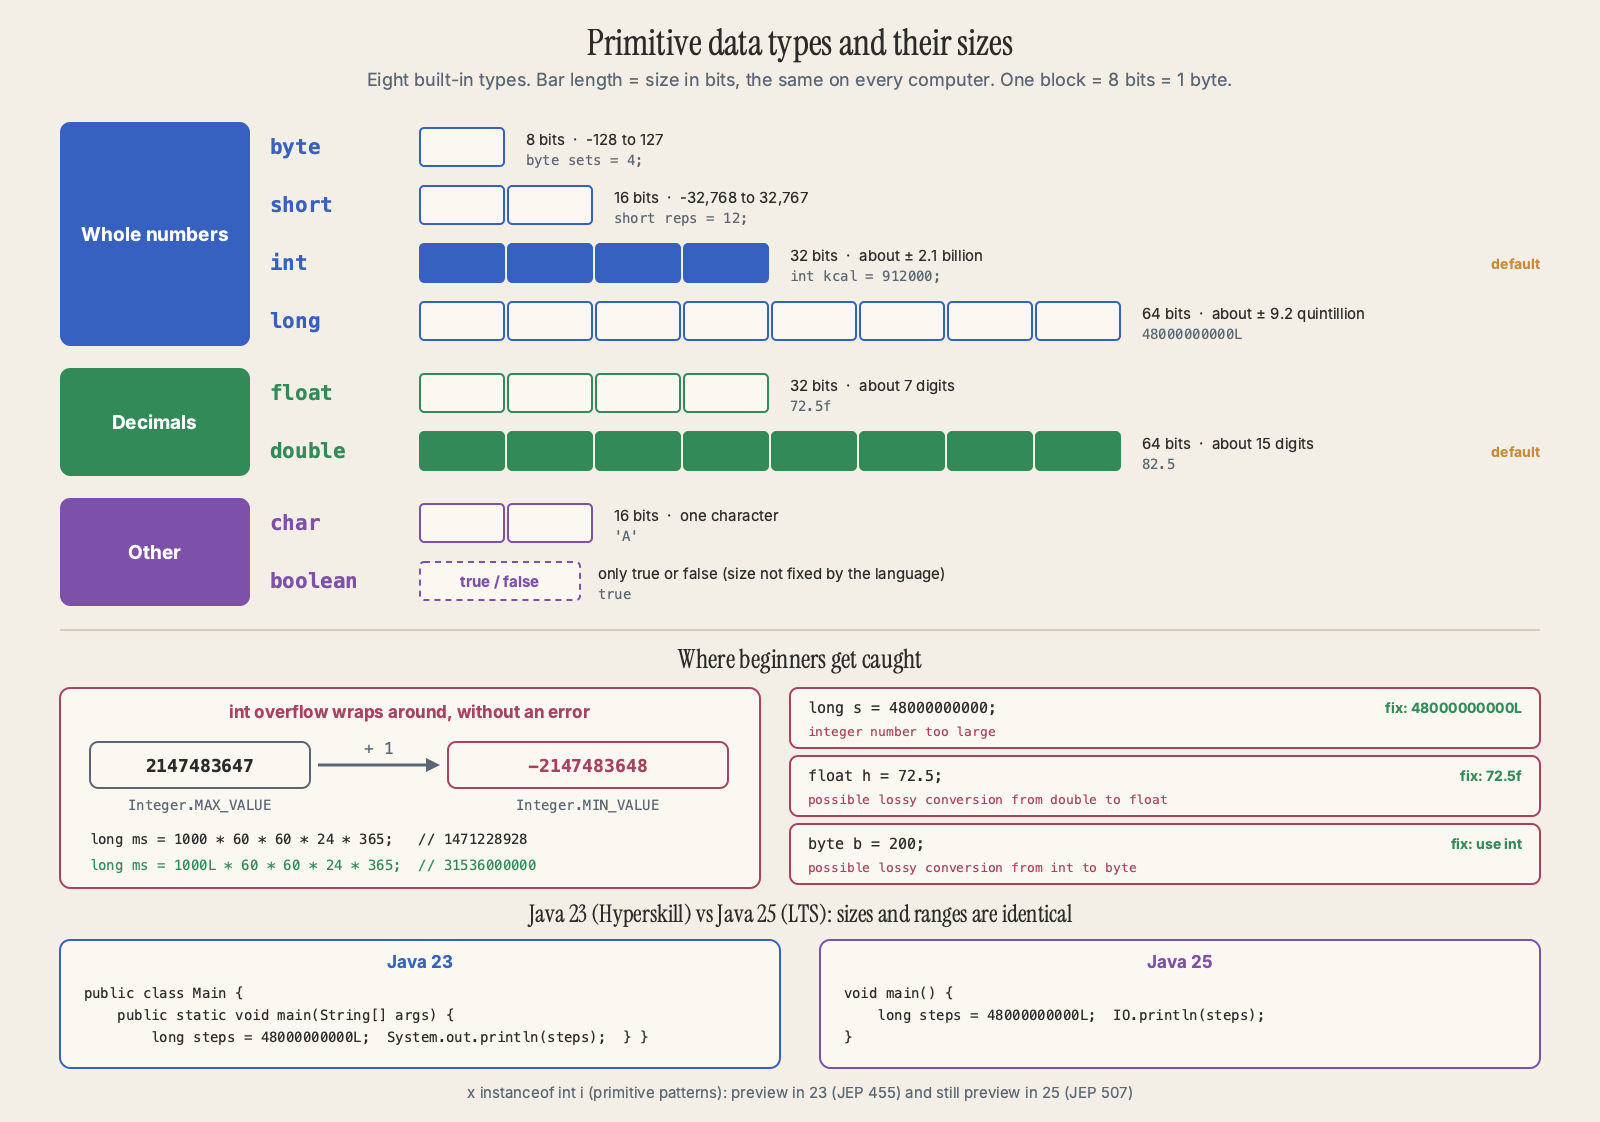 Primitive data types and their sizes
Eight built-in types. Bar length = size in bits, the same on every computer. One block = 8 bits = 1 byte.
Whole numbers
byte
8 bits · -128 to 127
byte sets = 4;
short
16 bits · -32,768 to 32,767
short reps = 12;
int
32 bits · about ± 2.1 billion
int kcal = 912000;
default
long
64 bits · about ± 9.2 quintillion
48000000000L
Decimals
float
32 bits · about 7 digits
72.5f
double
64 bits · about 15 digits
82.5
default
Other
char
16 bits · one character
'A'
boolean
true / false
only true or false (size not fixed by the language)
true
Where beginners get caught
int overflow wraps around, without an error
2147483647
+ 1
−2147483648
Integer.MAX_VALUE
Integer.MIN_VALUE
long ms = 1000 * 60 * 60 * 24 * 365; // 1471228928
long ms = 1000L * 60 * 60 * 24 * 365; // 31536000000
long s = 48000000000;
fix: 48000000000L
integer number too large
float h = 72.5;
fix: 72.5f
possible lossy conversion from double to float
byte b = 200;
fix: use int
possible lossy conversion from int to byte
Java 23 (Hyperskill) vs Java 25 (LTS): sizes and ranges are identical
Java 23
public class Main {
public static void main(String[] args) {
long steps = 48000000000L; System.out.println(steps); } }
Java 25
void main() {
long steps = 48000000000L; IO.println(steps);
}
x instanceof int i (primitive patterns): preview in 23 (JEP 455) and still preview in 25 (JEP 507)